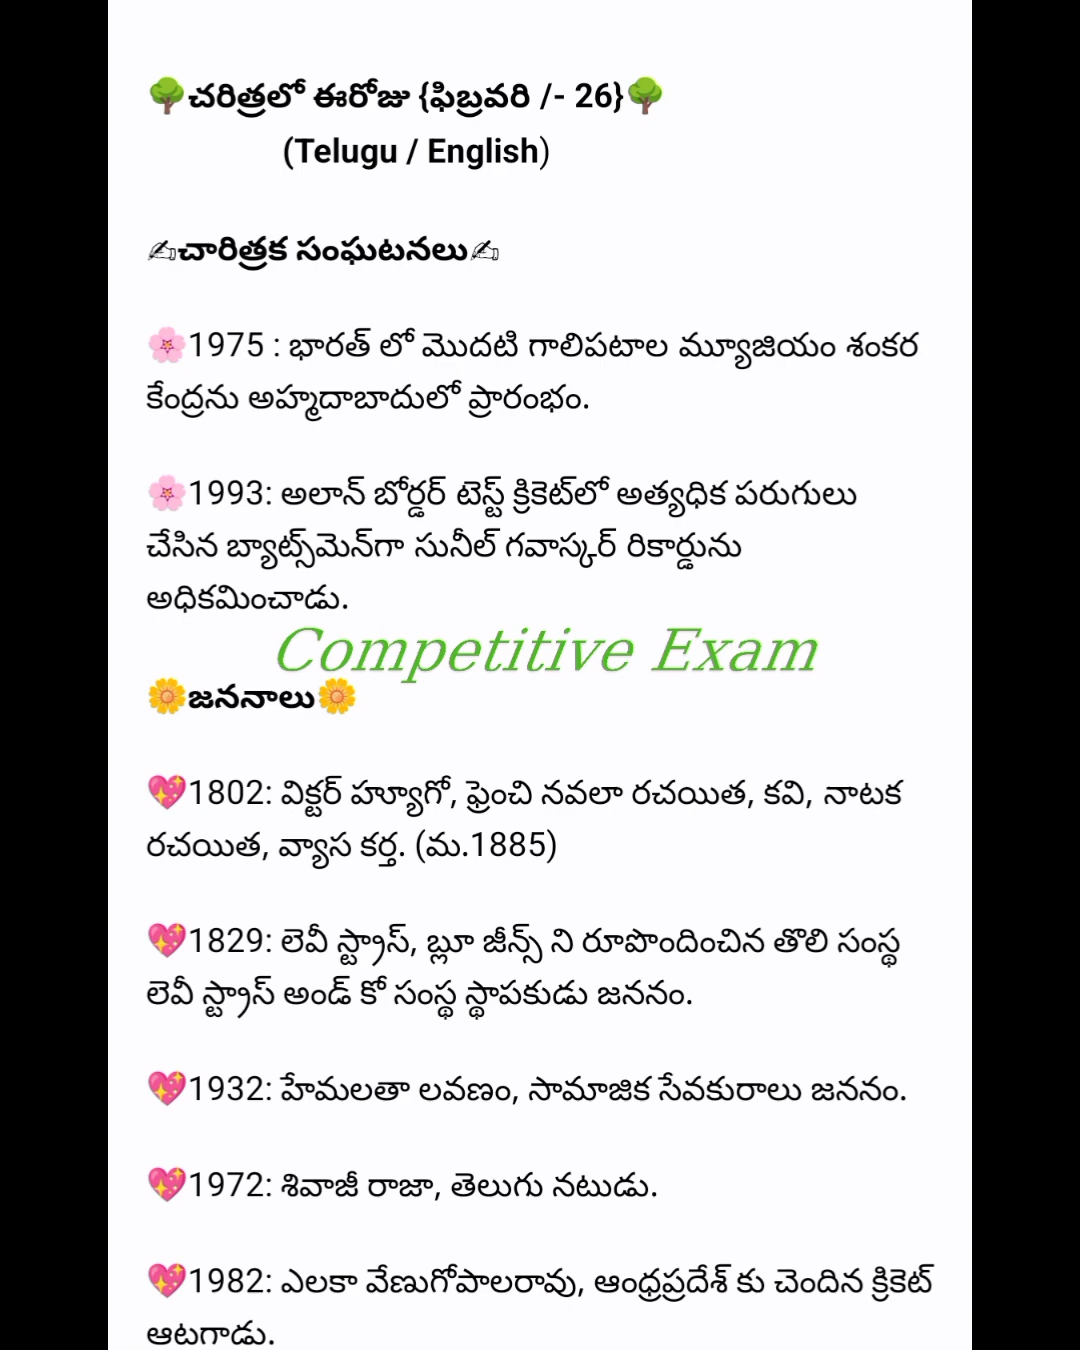 🌳చరిత్రలో ఈరోజు {ఫిబ్రవరి /- 26}🌳
(Telugu / English)
✍చారిత్రక సంఘటనలు✍
🌸1975 : భారత్ లో మొదటి గాలిపటాల మ్యూజియం శంకర
కేంద్రను అహ్మదాబాదులో ప్రారంభం.
🌸1993: అలాన్ బోర్డర్ టెస్ట్ క్రికెట్‌లో అత్యధిక పరుగులు
చేసిన బ్యాట్స్‌మెన్‌గా సునీల్ గవాస్కర్ రికార్డును
అధికమించాడు.
Competitive Exam
🌼జననాలు🌼
💖1802: విక్టర్ హ్యూగో, ఫ్రెంచి నవలా రచయిత, కవి, నాటక
రచయిత, వ్యాస కర్త. (మ.1885)
💖1829: లెవీ స్ట్రాస్, బ్లూ జీన్స్ ని రూపొందించిన తొలి సంస్థ
లెవీ స్ట్రాస్ అండ్ కో సంస్థ స్థాపకుడు జననం.
💖1932: హేమలతా లవణం, సామాజిక సేవకురాలు జననం.
💖1972: శివాజీ రాజా, తెలుగు నటుడు.
💖1982: ఎలకా వేణుగోపాలరావు, ఆంధ్రప్రదేశ్ కు చెందిన క్రికెట్
ఆటగాడు.